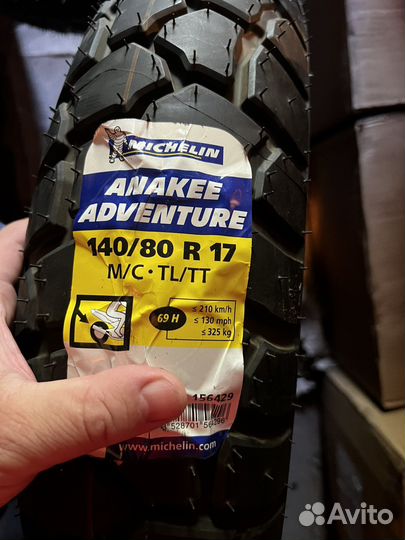 MICHELIN
ANAKEE
ADVENTURE
140/80 R 17
M/C · TL/TT
69 H
≤ 210 km/h
≤ 130 mph
≤ 325 kg
156429
www.michelin.com
Avito